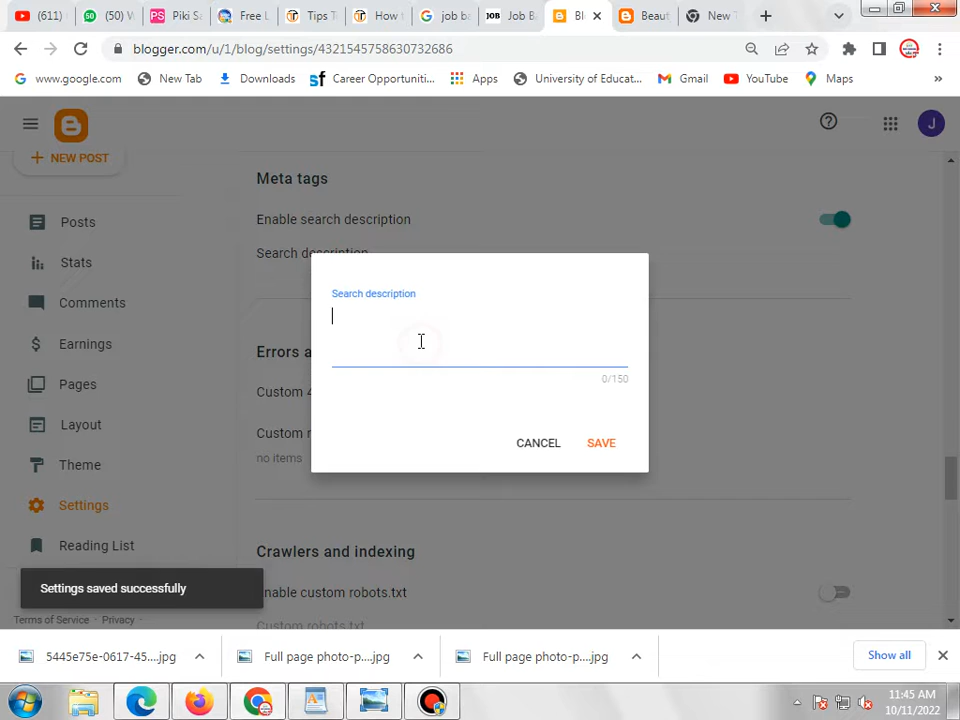 (611)
(50) W
Piki Sa
Free L
Tips T
How t
job ba
Job B
Bl
Beaut
New T
blogger.com/u/1/blog/settings/4321545758630732686
www.google.com
New Tab
Downloads
Career Opportuniti...
Apps
University of Educat...
Gmail
YouTube
Maps
»
NEW POST
J
Meta tags
Posts
Enable search description
Search description
Stats
Search description
Comments
0/150
Earnings
Errors a
Pages
Custom 4
Layout
Custom r
CANCEL
SAVE
no items
Theme
Settings
Reading List
Crawlers and indexing
Settings saved successfully
nable custom robots.txt
Terms of Service · Privacy ·
Custom robots.txt
5445e75e-0617-45....jpg
Full page photo-p....jpg
Full page photo-p....jpg
Show all
11:45 AM
10/11/2022